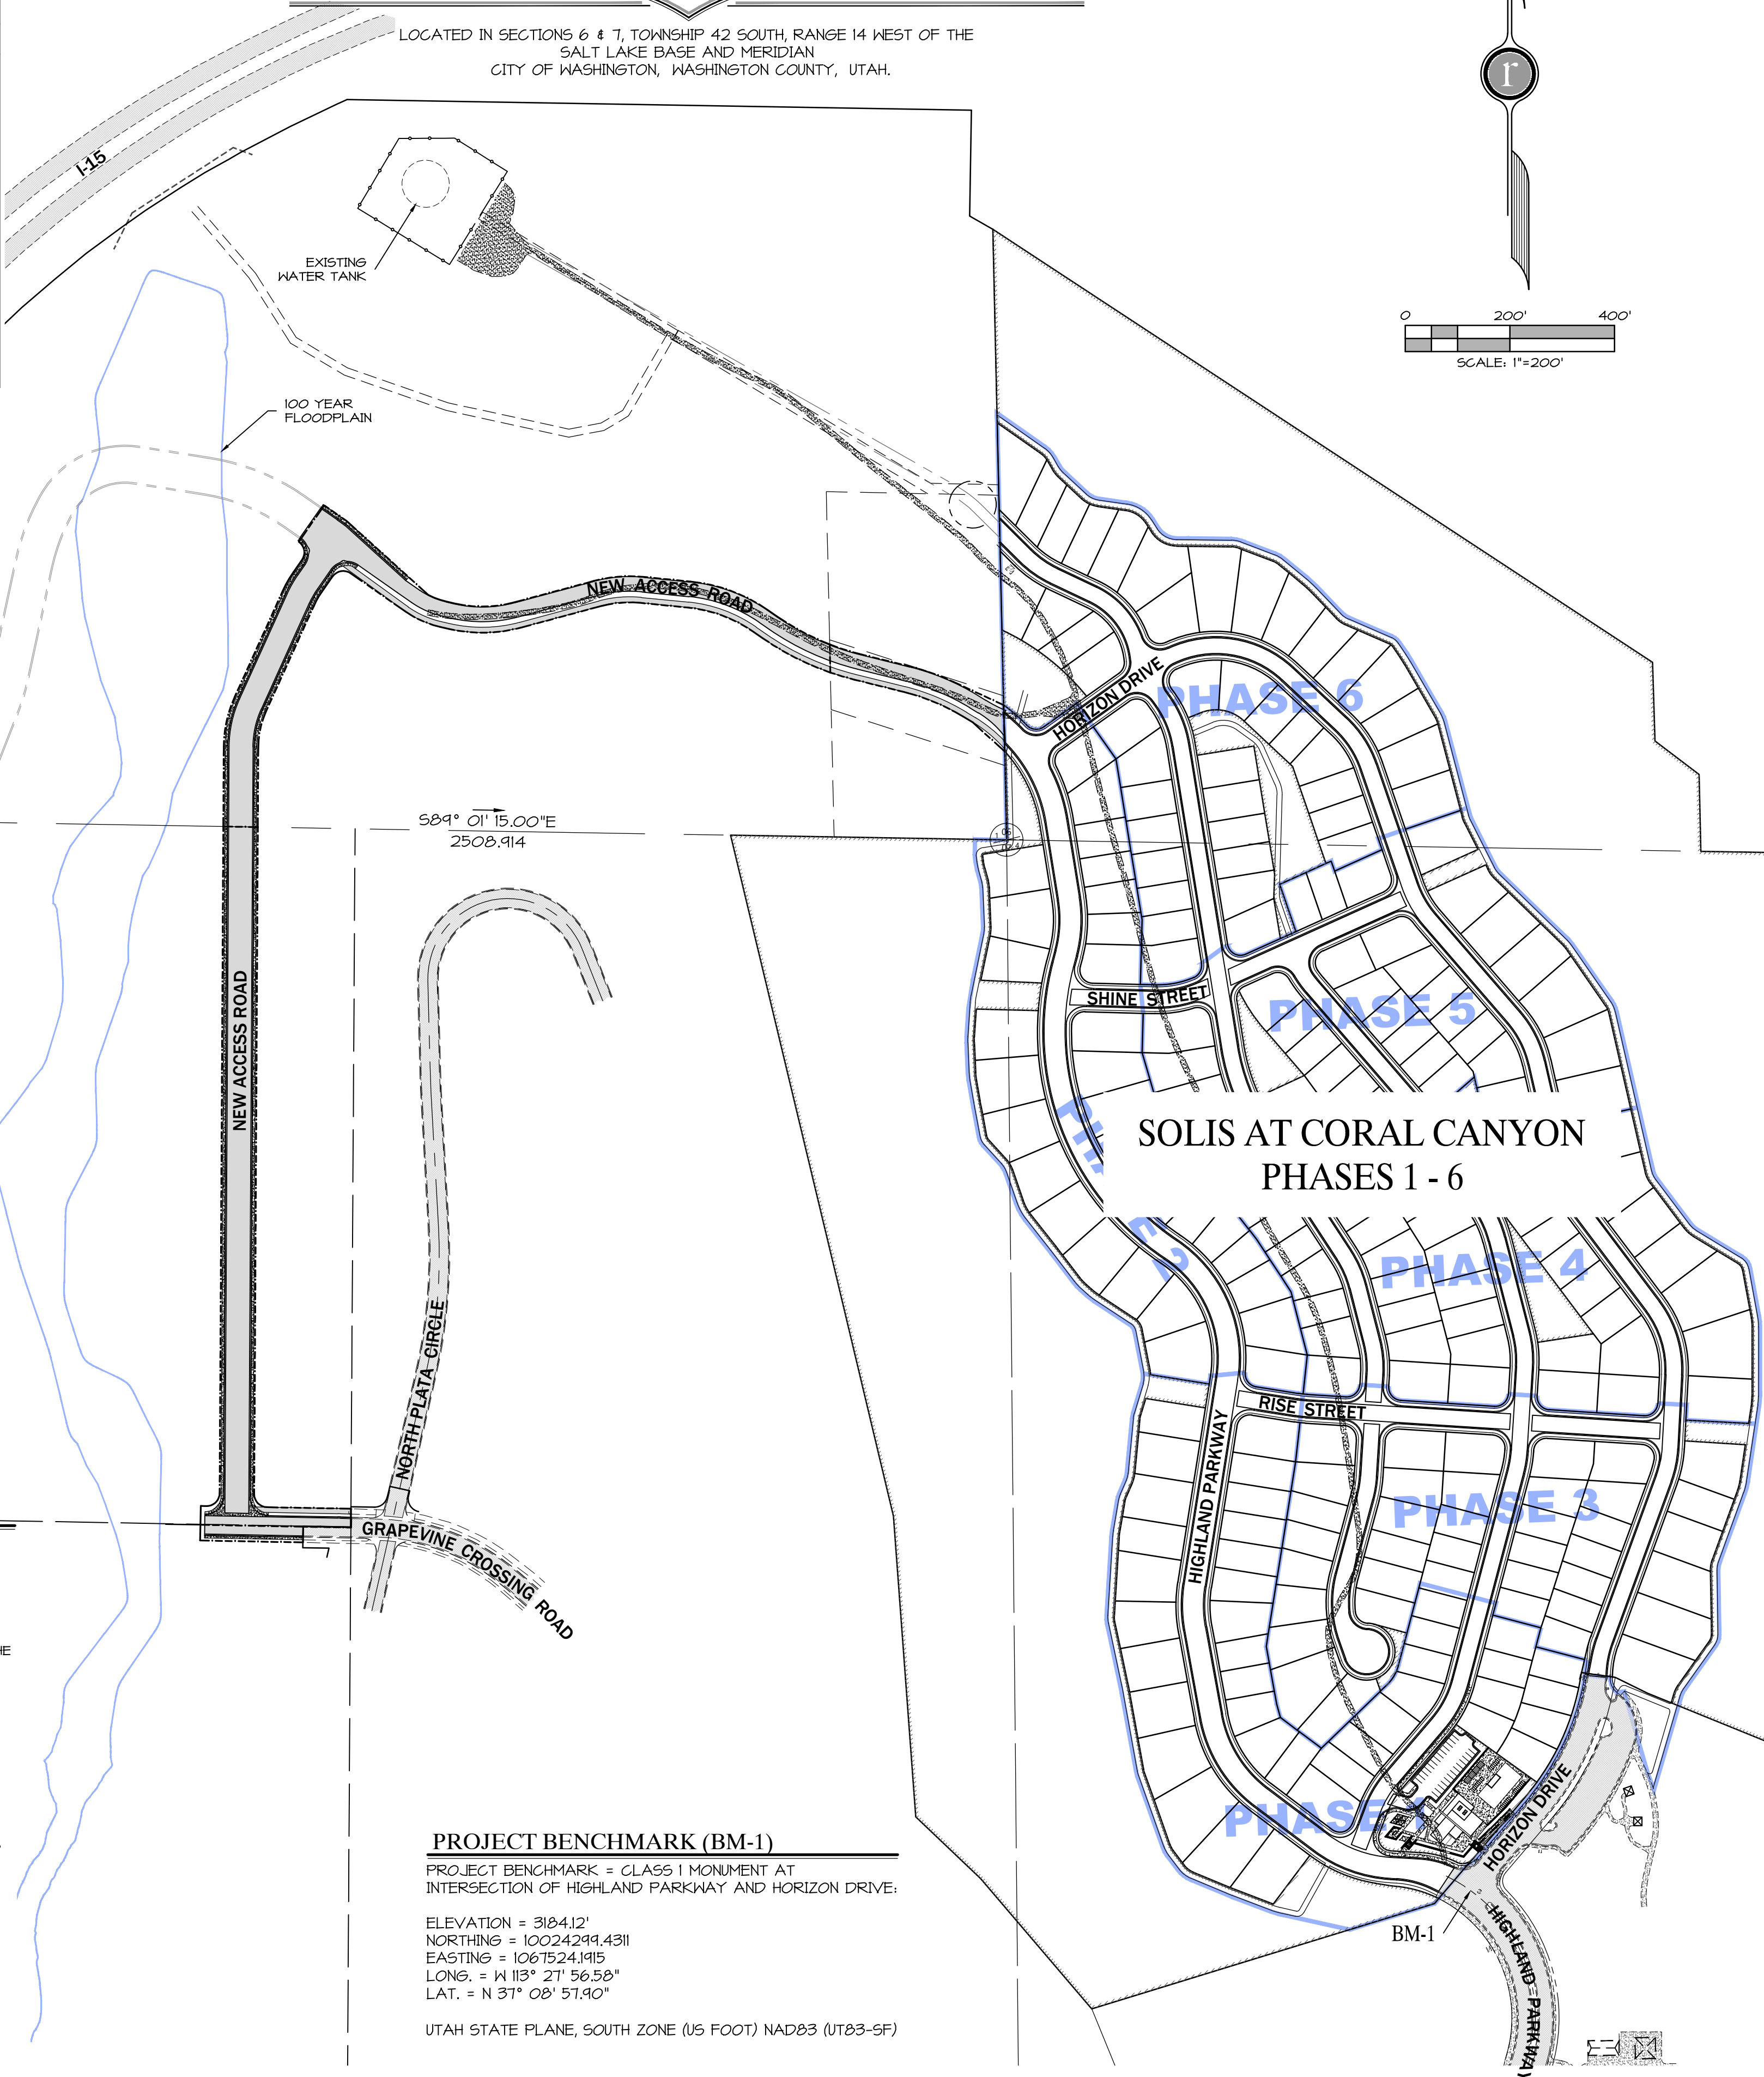 LOCATED IN SECTIONS 6 & 7, TOWNSHIP 42 SOUTH, RANGE 14 WEST OF THE
SALT LAKE BASE AND MERIDIAN
CITY OF WASHINGTON, WASHINGTON COUNTY, UTAH.
r
I-15
EXISTING
WATER TANK
0 200' 400'
SCALE: 1"=200'
100 YEAR
FLOODPLAIN
NEW ACCESS ROAD
HORIZON DRIVE
PHASE 6
S89° 01' 15.00"E
2508.914
NEW ACCESS ROAD
SHINE STREET
PHASE 5
SOLIS AT CORAL CANYON
PHASES 1 - 6
PHASE 4
NORTH PLATA CIRCLE
RISE STREET
HIGHLAND PARKWAY
PHASE 3
GRAPEVINE CROSSING ROAD
HE
PHASE 1
HORIZON DRIVE
BM-1
HIGHLAND PARKWAY
PROJECT BENCHMARK (BM-1)
PROJECT BENCHMARK = CLASS 1 MONUMENT AT
INTERSECTION OF HIGHLAND PARKWAY AND HORIZON DRIVE:
ELEVATION = 3184.12'
NORTHING = 10024299.4311
EASTING = 1067524.1915
LONG. = W 113° 27' 56.58"
LAT. = N 37° 08' 57.90"
UTAH STATE PLANE, SOUTH ZONE (US FOOT) NAD83 (UT83-SF)